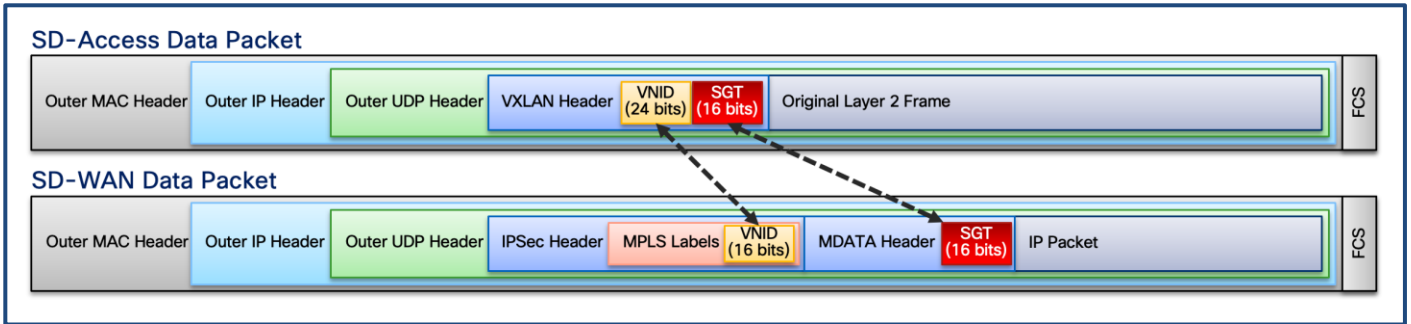 SD-Access Data Packet
Outer MAC Header Outer IP Header Outer UDP Header VXLAN Header VNID (24 bits) SGT (16 bits) Original Layer 2 Frame FCS
SD-WAN Data Packet
Outer MAC Header Outer IP Header Outer UDP Header IPSec Header MPLS Labels VNID (16 bits) MDATA Header SGT (16 bits) IP Packet FCS